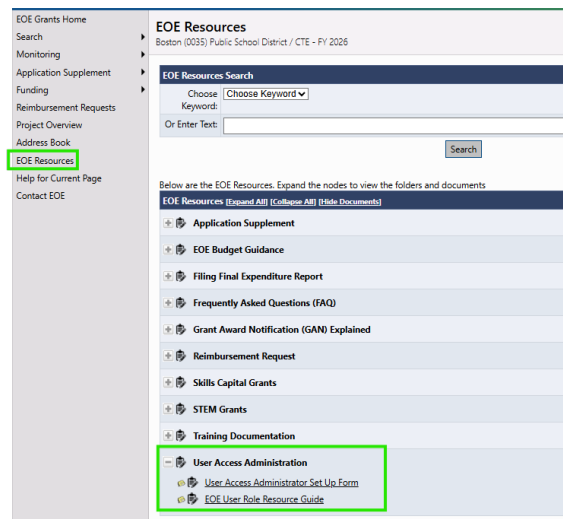 EOE Grants Home
Search
Monitoring
Application Supplement
Funding
Reimbursement Requests
Project Overview
Address Book
EOE Resources
Help for Current Page
Contact EOE
EOE Resources
Boston (0035) Public School District / CTE - FY 2026
EOE Resources Search
Choose Keyword: Choose Keyword
Or Enter Text:
Search
Below are the EOE Resources. Expand the nodes to view the folders and documents
EOE Resources [Expand All] [Collapse All] [Hide Documents]
Application Supplement
EOE Budget Guidance
Filing Final Expenditure Report
Frequently Asked Questions (FAQ)
Grant Award Notification (GAN) Explained
Reimbursement Request
Skills Capital Grants
STEM Grants
Training Documentation
User Access Administration
User Access Administrator Set Up Form
EOE User Role Resource Guide